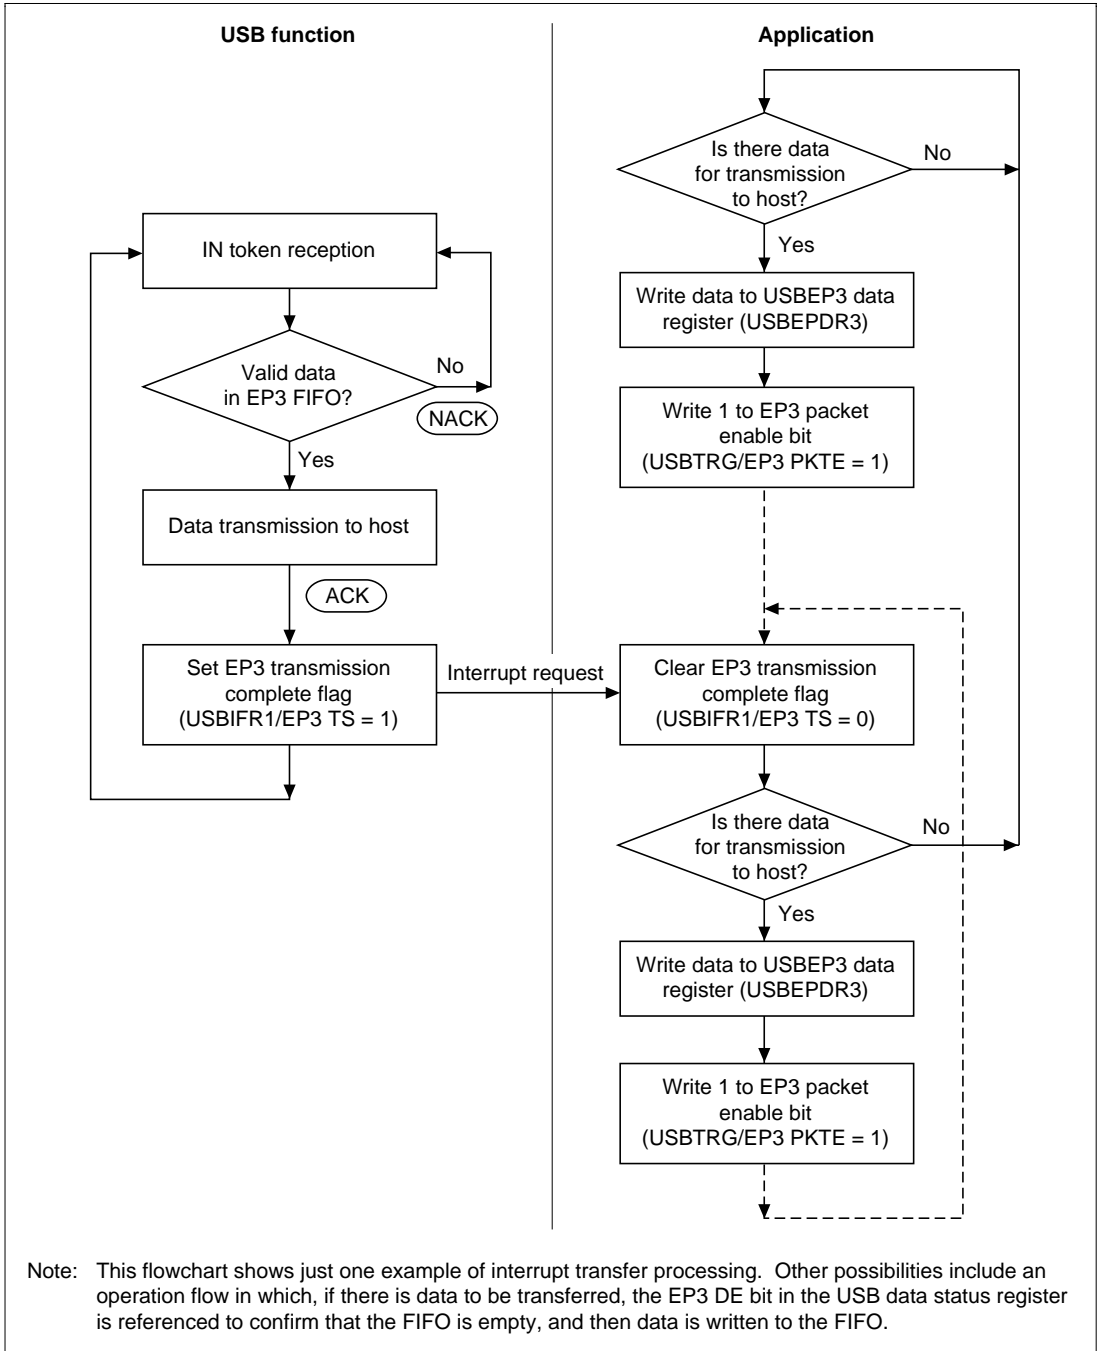 USB function
Application
Is there data
for transmission
to host?
No
Yes
Write data to USBEP3 data
register (USBEPDR3)
Write 1 to EP3 packet
enable bit
(USBTRG/EP3 PKTE = 1)
IN token reception
Valid data
in EP3 FIFO?
No
NACK
Yes
Data transmission to host
ACK
Set EP3 transmission
complete flag
(USBIFR1/EP3 TS = 1)
Interrupt request
Clear EP3 transmission
complete flag
(USBIFR1/EP3 TS = 0)
Is there data
for transmission
to host?
No
Yes
Write data to USBEP3 data
register (USBEPDR3)
Write 1 to EP3 packet
enable bit
(USBTRG/EP3 PKTE = 1)
Note: This flowchart shows just one example of interrupt transfer processing. Other possibilities include an
operation flow in which, if there is data to be transferred, the EP3 DE bit in the USB data status register
is referenced to confirm that the FIFO is empty, and then data is written to the FIFO.